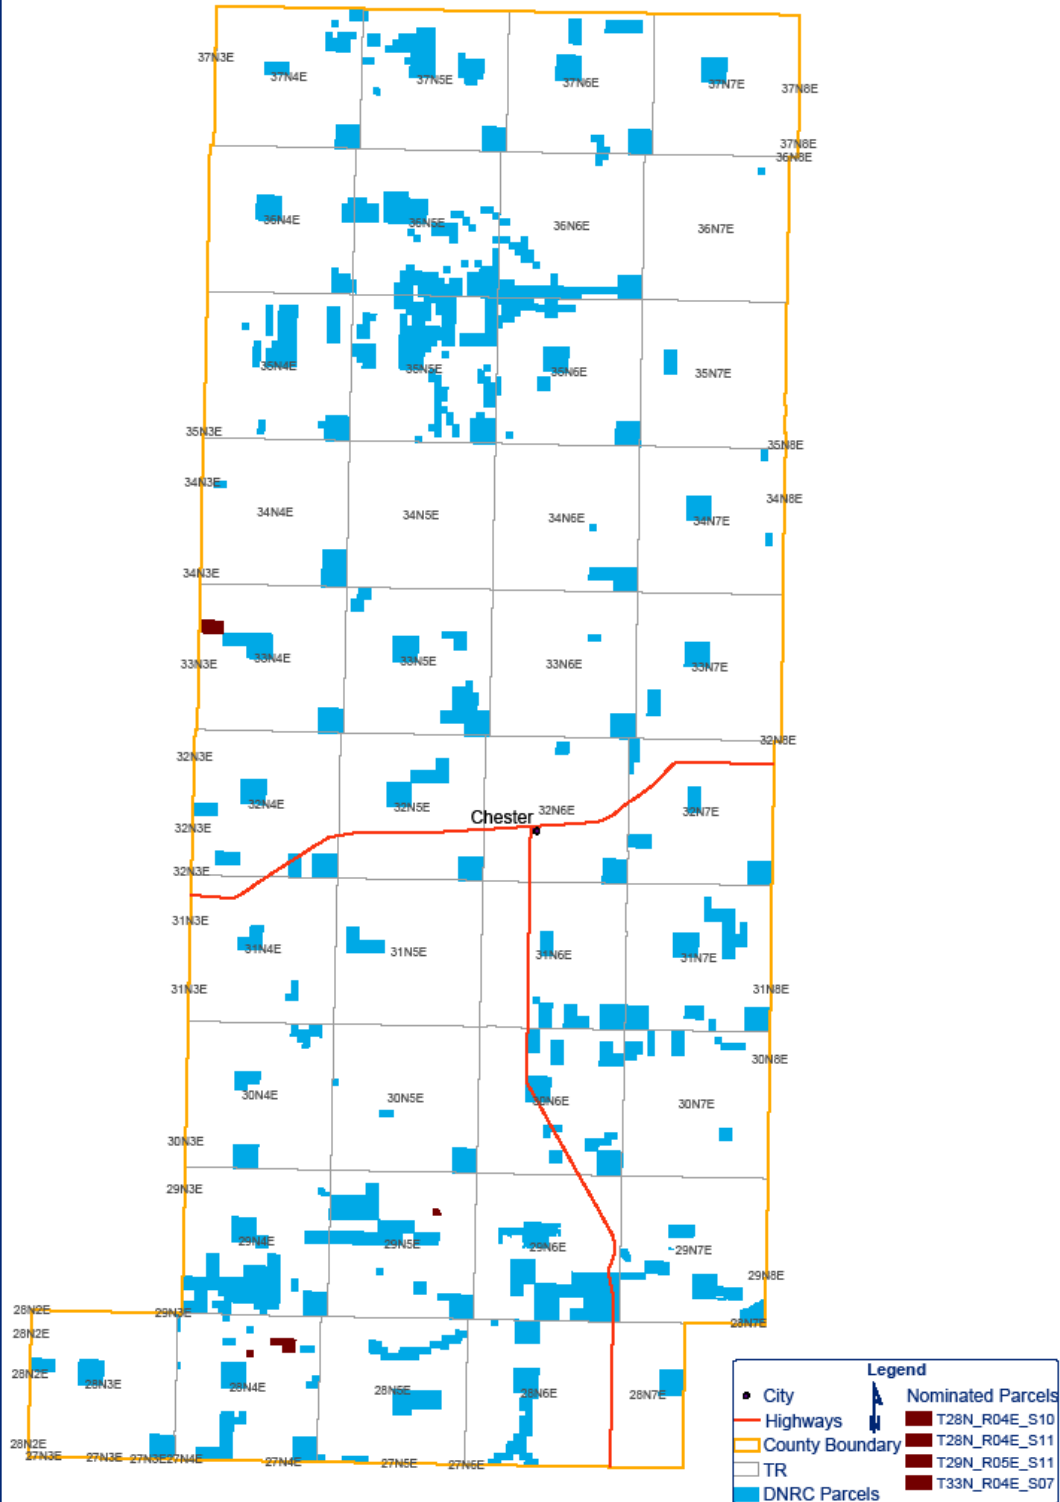 37N3E
37N4E
37N5E
37N6E
37N7E
37N8E
37N8E
36N8E
36N4E
36N5E
36N6E
36N7E
35N4E
35N5E
35N6E
35N7E
35N3E
35N8E
34N3E
34N4E
34N5E
34N6E
34N7E
34N8E
34N3E
33N3E
33N4E
33N5E
33N6E
33N7E
32N8E
32N3E
32N4E
32N5E
Chester
32N6E
32N7E
32N3E
32N3E
31N3E
31N4E
31N5E
31N6E
31N7E
31N3E
31N8E
30N8E
30N4E
30N5E
30N6E
30N7E
30N3E
29N3E
29N4E
29N5E
29N6E
29N7E
29N8E
28N2E
29N3E
28N7E
28N2E
28N2E
28N3E
28N4E
28N5E
28N6E
28N7E
28N2E
27N3E
27N3E
27N3E27N4E
27N4E
27N5E
27N6E
Legend
City
Highways
County Boundary
TR
DNRC Parcels
Nominated Parcels
T28N_R04E_S10
T28N_R04E_S11
T29N_R05E_S11
T33N_R04E_S07